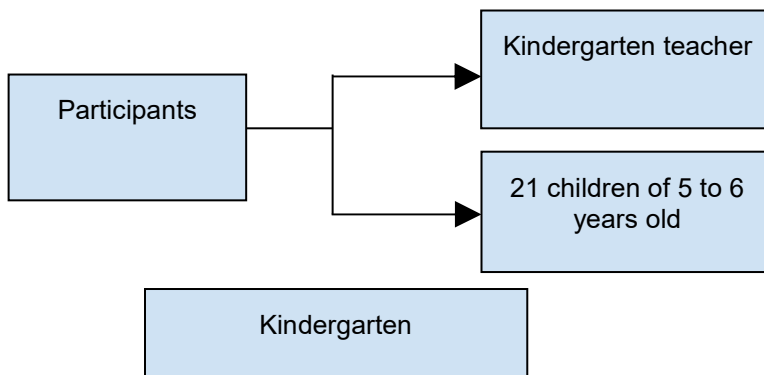 Kindergarten teacher
Participants
21 children of 5 to 6
years old
Kindergarten